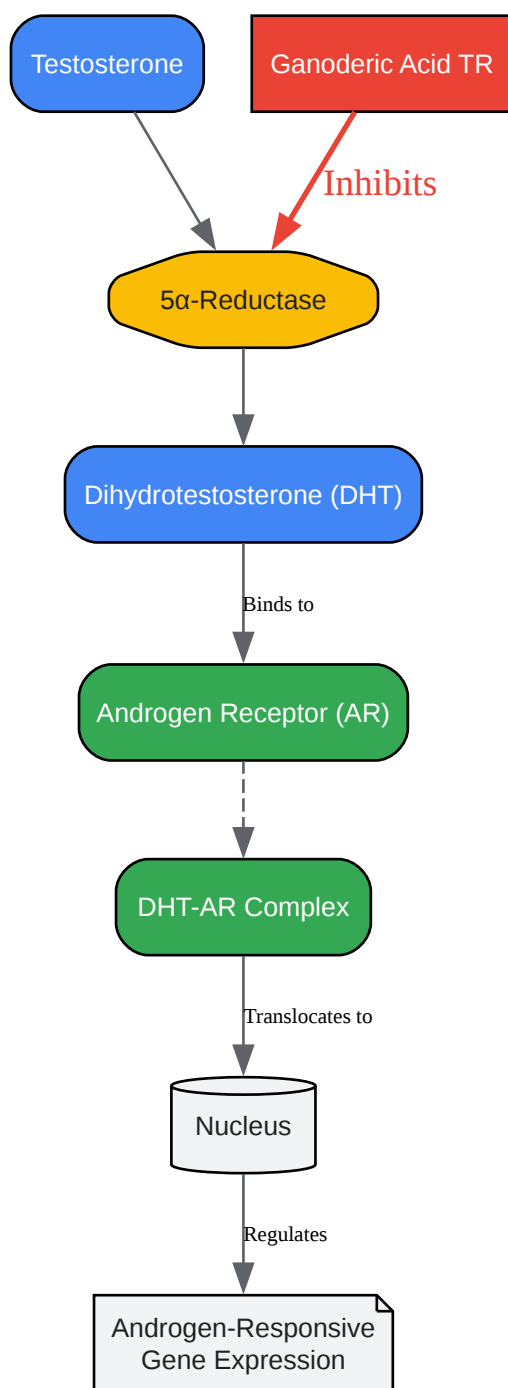 Testosterone
Ganoderic Acid TR
Inhibits
5α-Reductase
Dihydrotestosterone (DHT)
Binds to
Androgen Receptor (AR)
DHT-AR Complex
Translocates to
Nucleus
Regulates
Androgen-Responsive
Gene Expression